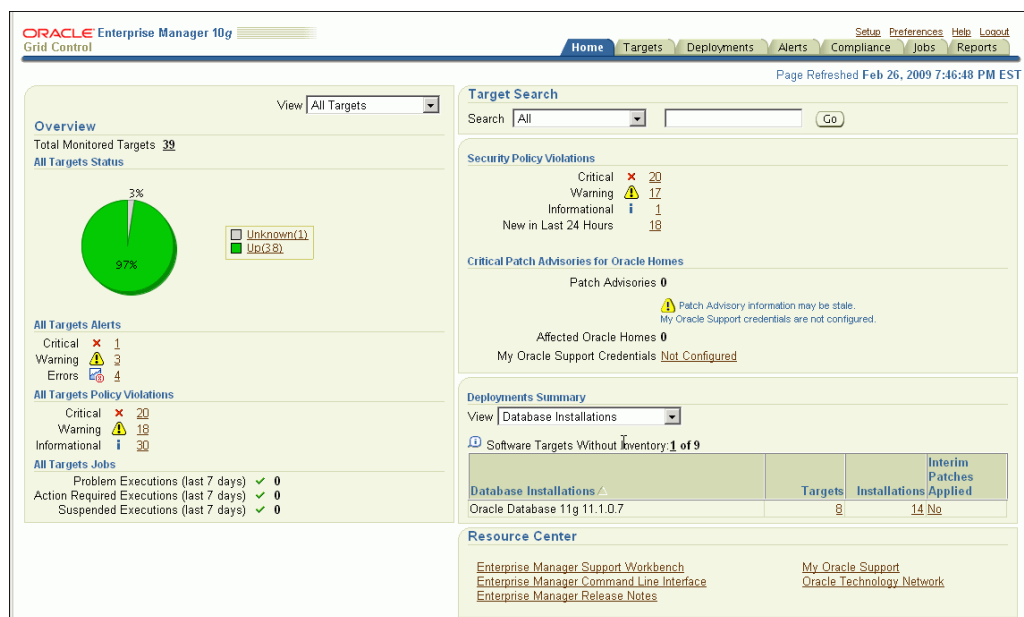 ORACLE Enterprise Manager 10g
Grid Control
Setup Preferences Help Logout
Home Targets Deployments Alerts Compliance Jobs Reports
Page Refreshed Feb 26, 2009 7:46:48 PM EST
View All Targets
Overview
Total Monitored Targets 39
All Targets Status
3%
97%
Unknown(1)
Up(38)
All Targets Alerts
Critical 1
Warning 3
Errors 4
All Targets Policy Violations
Critical 20
Warning 18
Informational 30
All Targets Jobs
Problem Executions (last 7 days) 0
Action Required Executions (last 7 days) 0
Suspended Executions (last 7 days) 0
Target Search
Search All Go
Security Policy Violations
Critical 20
Warning 17
Informational 1
New in Last 24 Hours 18
Critical Patch Advisories for Oracle Homes
Patch Advisories 0
Patch Advisory information may be stale.
My Oracle Support credentials are not configured.
Affected Oracle Homes 0
My Oracle Support Credentials Not Configured
Deployments Summary
View Database Installations
Software Targets Without Inventory:1 of 9
Database Installations Targets Installations Interim Patches Applied
Oracle Database 11g 11.1.0.7 8 14 No
Resource Center
Enterprise Manager Support Workbench
Enterprise Manager Command Line Interface
Enterprise Manager Release Notes
My Oracle Support
Oracle Technology Network